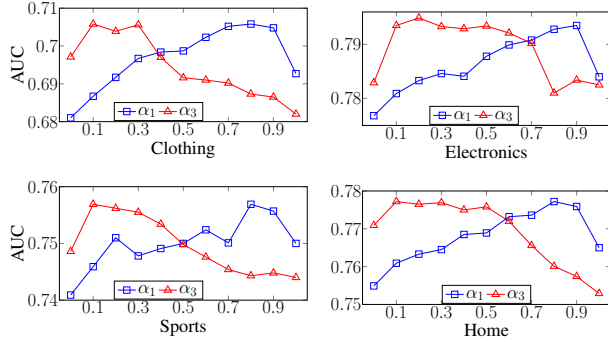 AUC
0.71
0.7
0.69
0.68
α1 α3
0.1 0.3 0.5 0.7 0.9
Clothing
0.79
0.78
α1 α3
0.1 0.3 0.5 0.7 0.9
Electronics
AUC
0.76
0.75
0.74
α1 α3
0.1 0.3 0.5 0.7 0.9
Sports
0.78
0.77
0.76
0.75
α1 α3
0.1 0.3 0.5 0.7 0.9
Home